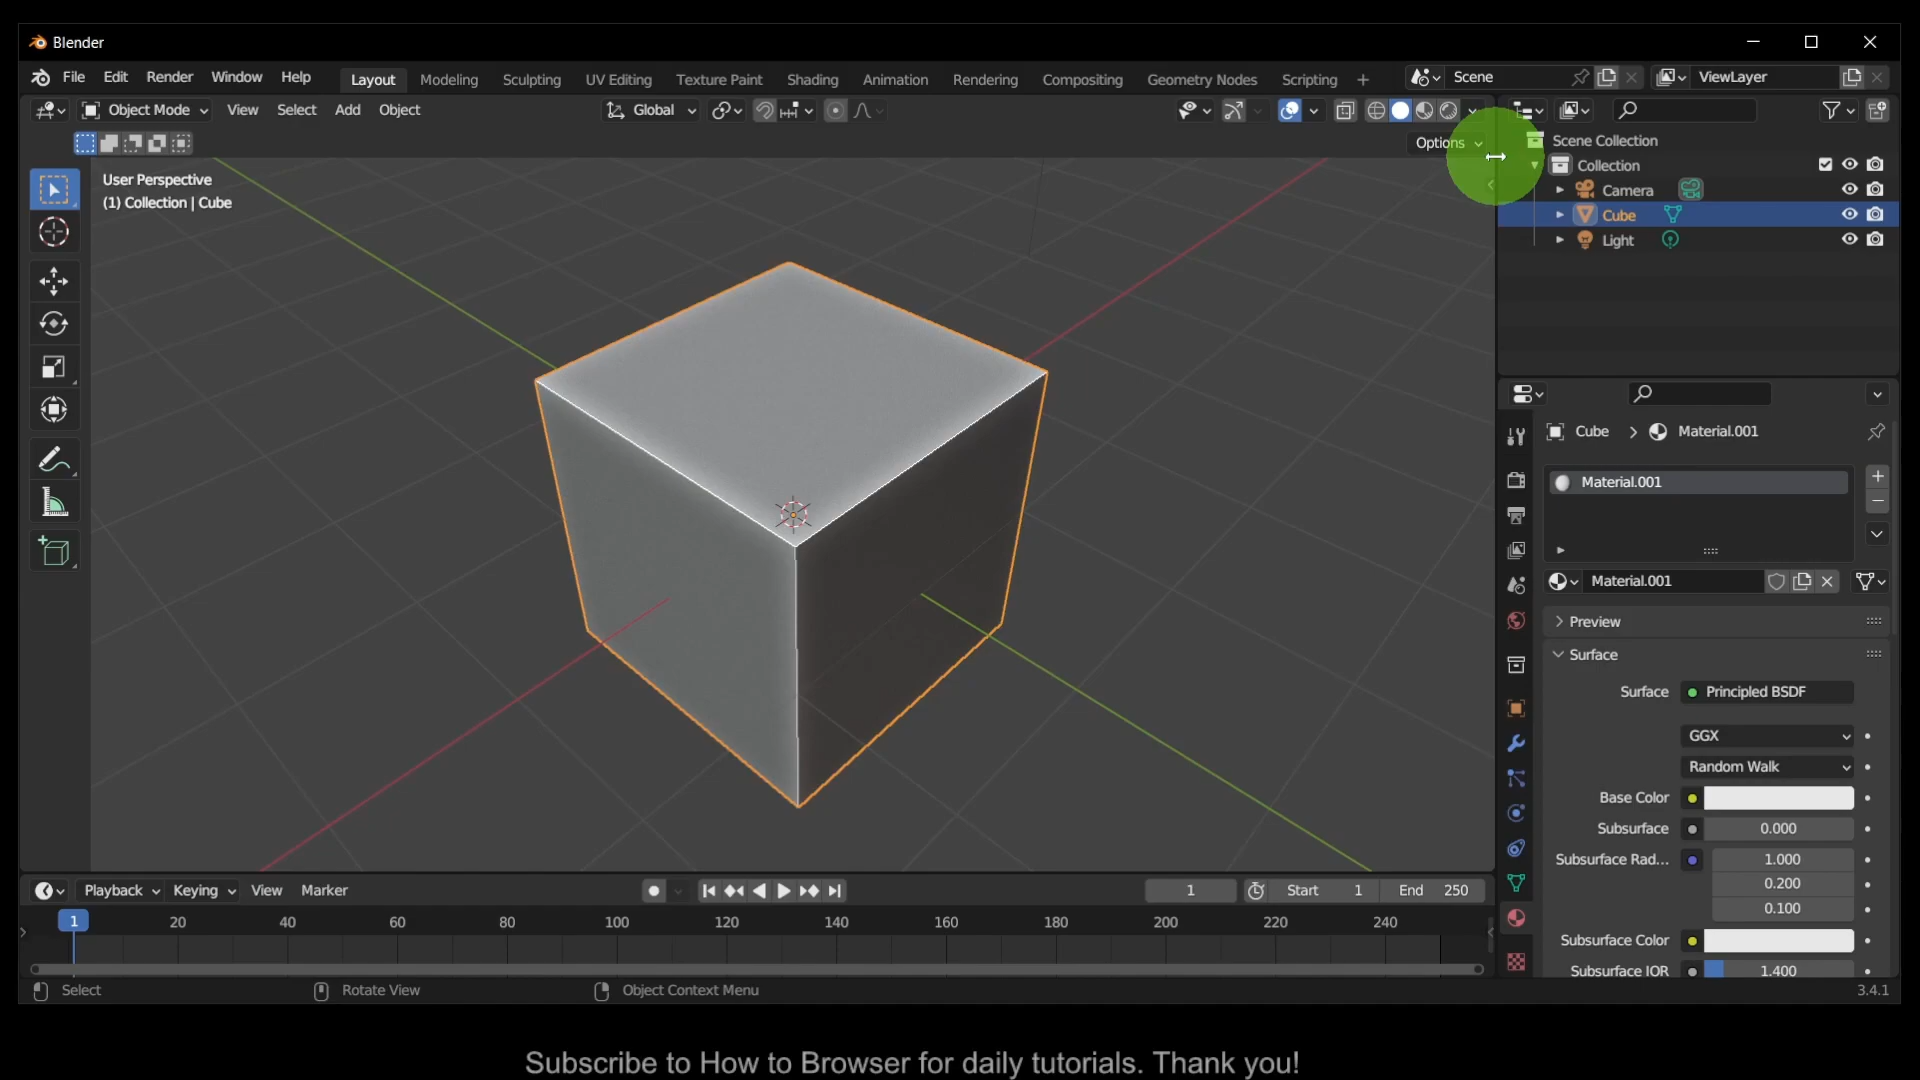 Blender
File Edit Render Window Help Layout Modeling Sculpting UV Editing Texture Paint Shading Animation Rendering Compositing Geometry Nodes Scripting + Scene ViewLayer
Object Mode View Select Add Object Global
Options
User Perspective
(1) Collection | Cube
Scene Collection
Collection
Camera
Cube
Light
Cube > Material.001
Material.001
Material.001
Preview
Surface
Surface Principled BSDF
GGX
Random Walk
Base Color
Subsurface 0.000
Subsurface Rad... 1.000
0.200
0.100
Subsurface Color
Subsurface IOR 1.400
Playback Keying View Marker 1 Start 1 End 250
1 20 40 60 80 100 120 140 160 180 200 220 240
Select Rotate View Object Context Menu 3.4.1
Subscribe to How to Browser for daily tutorials. Thank you!